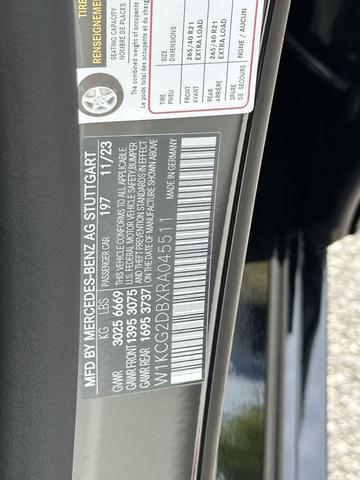 TIRE
RENSEIGNEMENT
SEATING CAPACITY
NOMBRE DE PLACES
The combined weight of occupants and
Le poids total des occupants et du
TIRE
PNEU
SIZE
DIMENSIONS
FRONT
AVANT
265/40 R21
EXTRA LOAD
REAR
ARRIÈRE
265/40 R21
EXTRA LOAD
SPARE
DE SECOURS
NONE / AUCUN
MFD BY MERCEDES-BENZ AG STUTTGART
PASSENGER CAR 197 11/23
KG LBS
GAWR 3025 6669
GAWR FRONT 1395 3075
GAWR REAR 1695 3737
THIS VEHICLE CONFORMS TO ALL APPLICABLE
FEDERAL MOTOR VEHICLE SAFETY, BUMPER
AND THEFT PREVENTION STANDARDS IN EFFECT
ON THE DATE OF MANUFACTURE SHOWN ABOVE.
W1KCG2DBXRA045511
MADE IN GERMANY